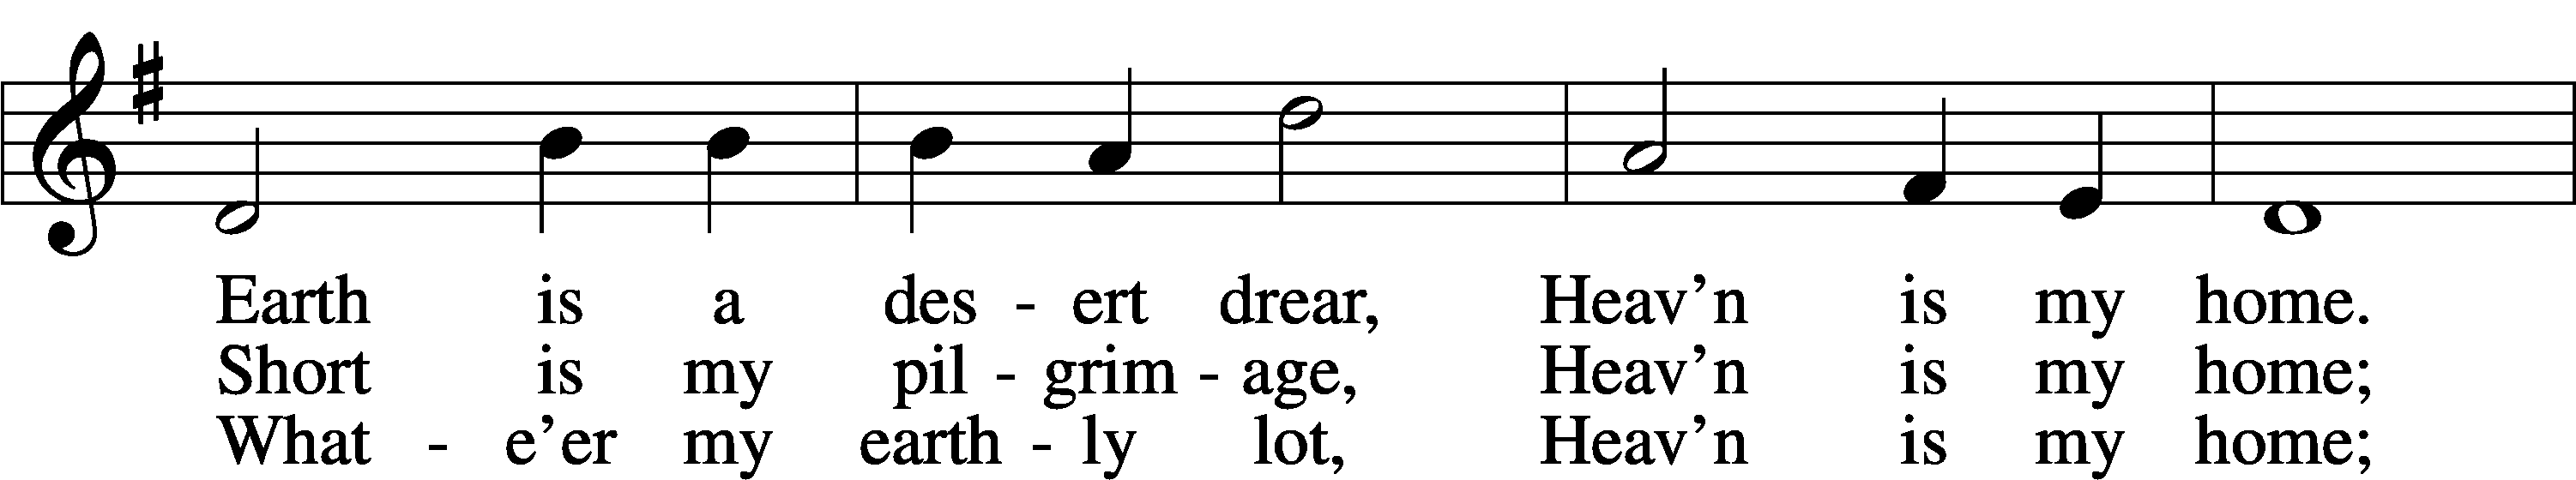 Earth is a des - ert drear, Heav’n is my home.
Short is my pil - grim - age, Heav’n is my home;
What - e’er my earth - ly lot, Heav’n is my home;